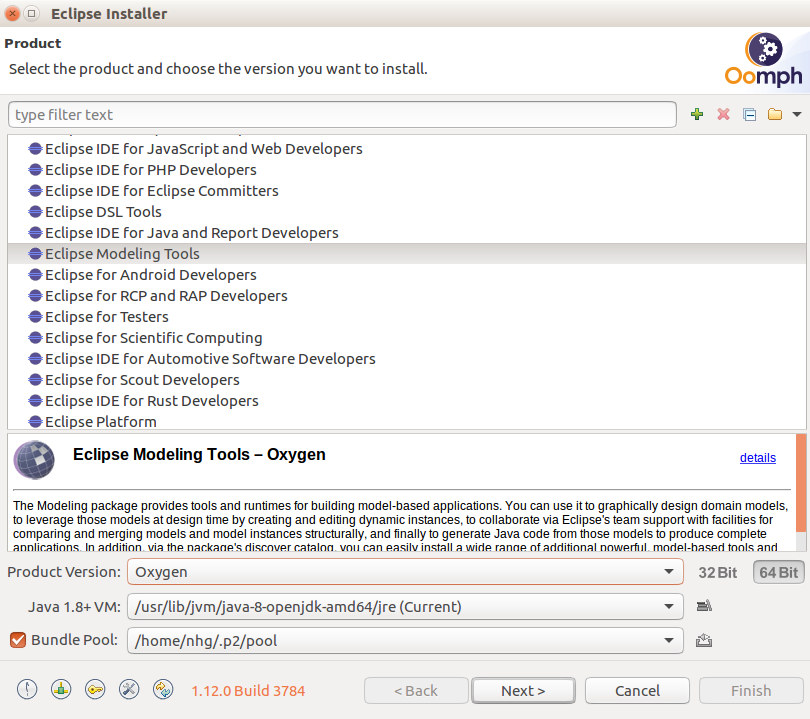 Eclipse Installer
Product
Select the product and choose the version you want to install.
Oomph
type filter text
Eclipse IDE for JavaScript and Web Developers
Eclipse IDE for PHP Developers
Eclipse IDE for Eclipse Committers
Eclipse DSL Tools
Eclipse IDE for Java and Report Developers
Eclipse Modeling Tools
Eclipse for Android Developers
Eclipse for RCP and RAP Developers
Eclipse for Testers
Eclipse for Scientific Computing
Eclipse IDE for Automotive Software Developers
Eclipse for Scout Developers
Eclipse IDE for Rust Developers
Eclipse Platform
Eclipse Modeling Tools – Oxygen
details
The Modeling package provides tools and runtimes for building model-based applications. You can use it to graphically design domain models,
to leverage those models at design time by creating and editing dynamic instances, to collaborate via Eclipse's team support with facilities for
comparing and merging models and model instances structurally, and finally to generate Java code from those models to produce complete
applications. In addition, via the package's discover catalog, you can easily install a wide range of additional powerful, model-based tools and
Product Version: Oxygen 32 Bit 64 Bit
Java 1.8+ VM: /usr/lib/jvm/java-8-openjdk-amd64/jre (Current)
Bundle Pool: /home/nhg/.p2/pool
1.12.0 Build 3784 < Back Next > Cancel Finish